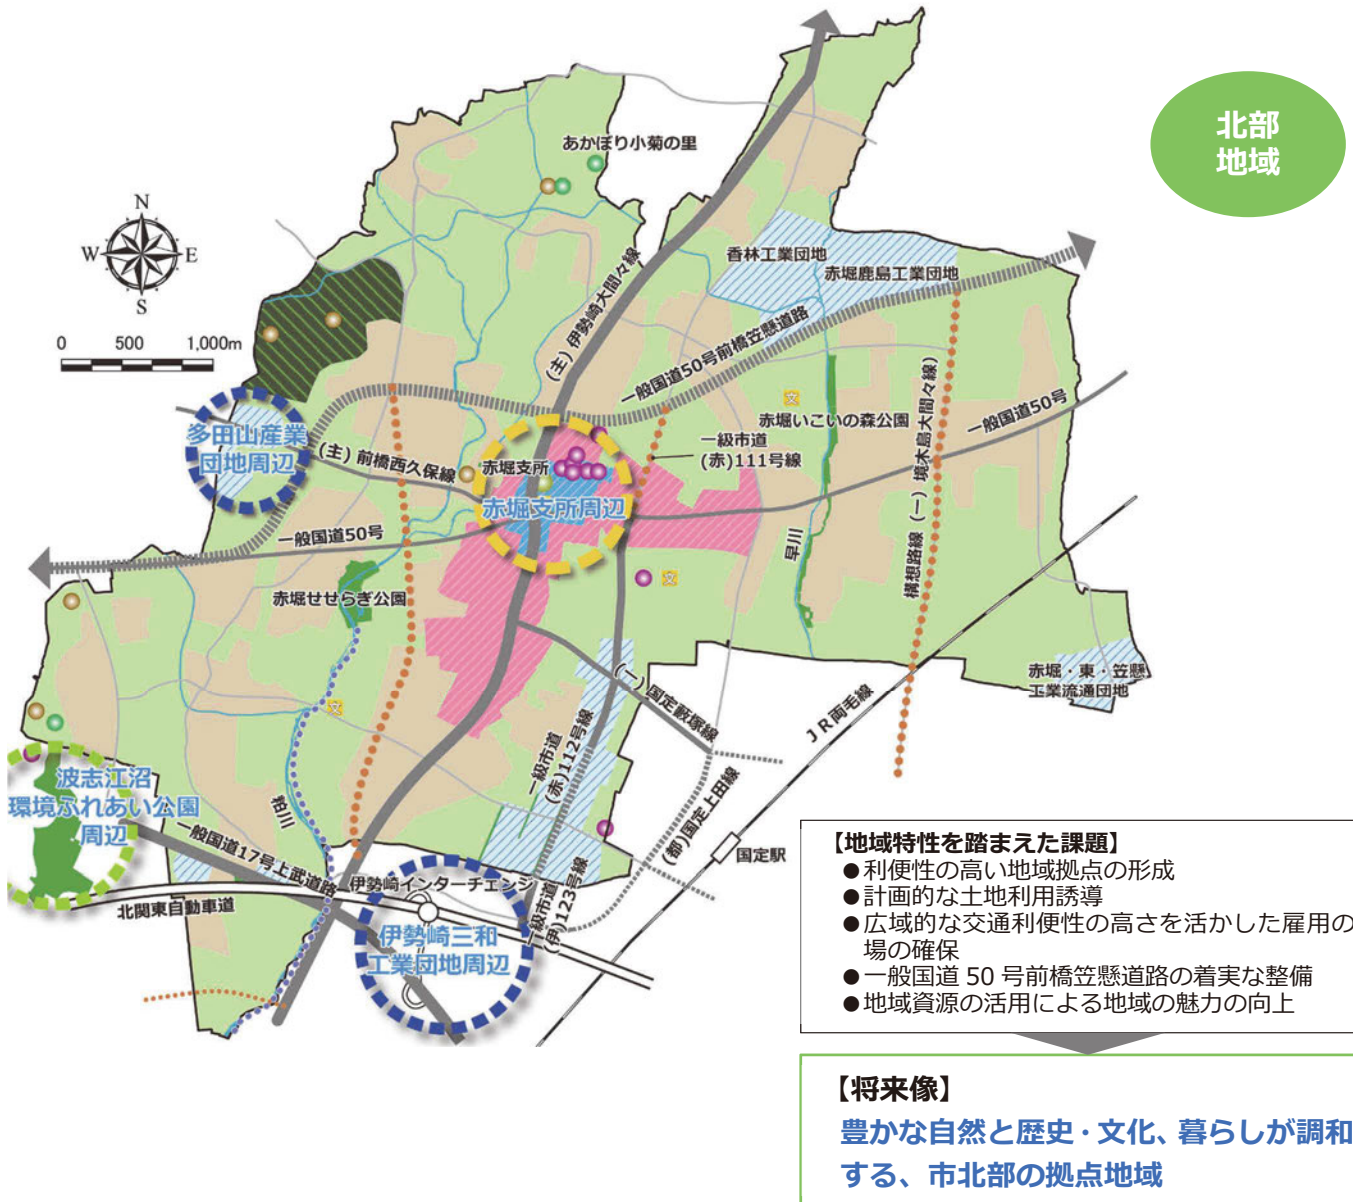 北部
地域
あかぼり小菊の里
N
W
E
S
0 500 1,000m
香林工業団地
赤堀鹿島工業団地
(主)伊勢崎大間々線
一般国道50号前橋笠懸道路
多田山産業
団地周辺
(主)前橋西久保線
赤堀支所
赤堀支所周辺
一級市道
(赤)111号線
文
赤堀いこいの森公園
一般国道50号
構想路線(一)境木島大間々線
一般国道50号
早川
赤堀せせらぎ公園
文
赤堀・東・笠懸
工業流通団地
(一)国定藪塚線
JR両毛線
文
一級市道
(赤)112号線
波志江沼
環境ふれあい公園
周辺
粕川
(都)国定上田線
国定駅
一般国道17号上武道路
伊勢崎インターチェンジ
北関東自動車道
一級市道
(伊)123号線
伊勢崎三和
工業団地周辺
【地域特性を踏まえた課題】
●利便性の高い地域拠点の形成
●計画的な土地利用誘導
●広域的な交通利便性の高さを活かした雇用の
場の確保
●一般国道 50 号前橋笠懸道路の着実な整備
●地域資源の活用による地域の魅力の向上
【将来像】
豊かな自然と歴史・文化、暮らしが調和
する、市北部の拠点地域